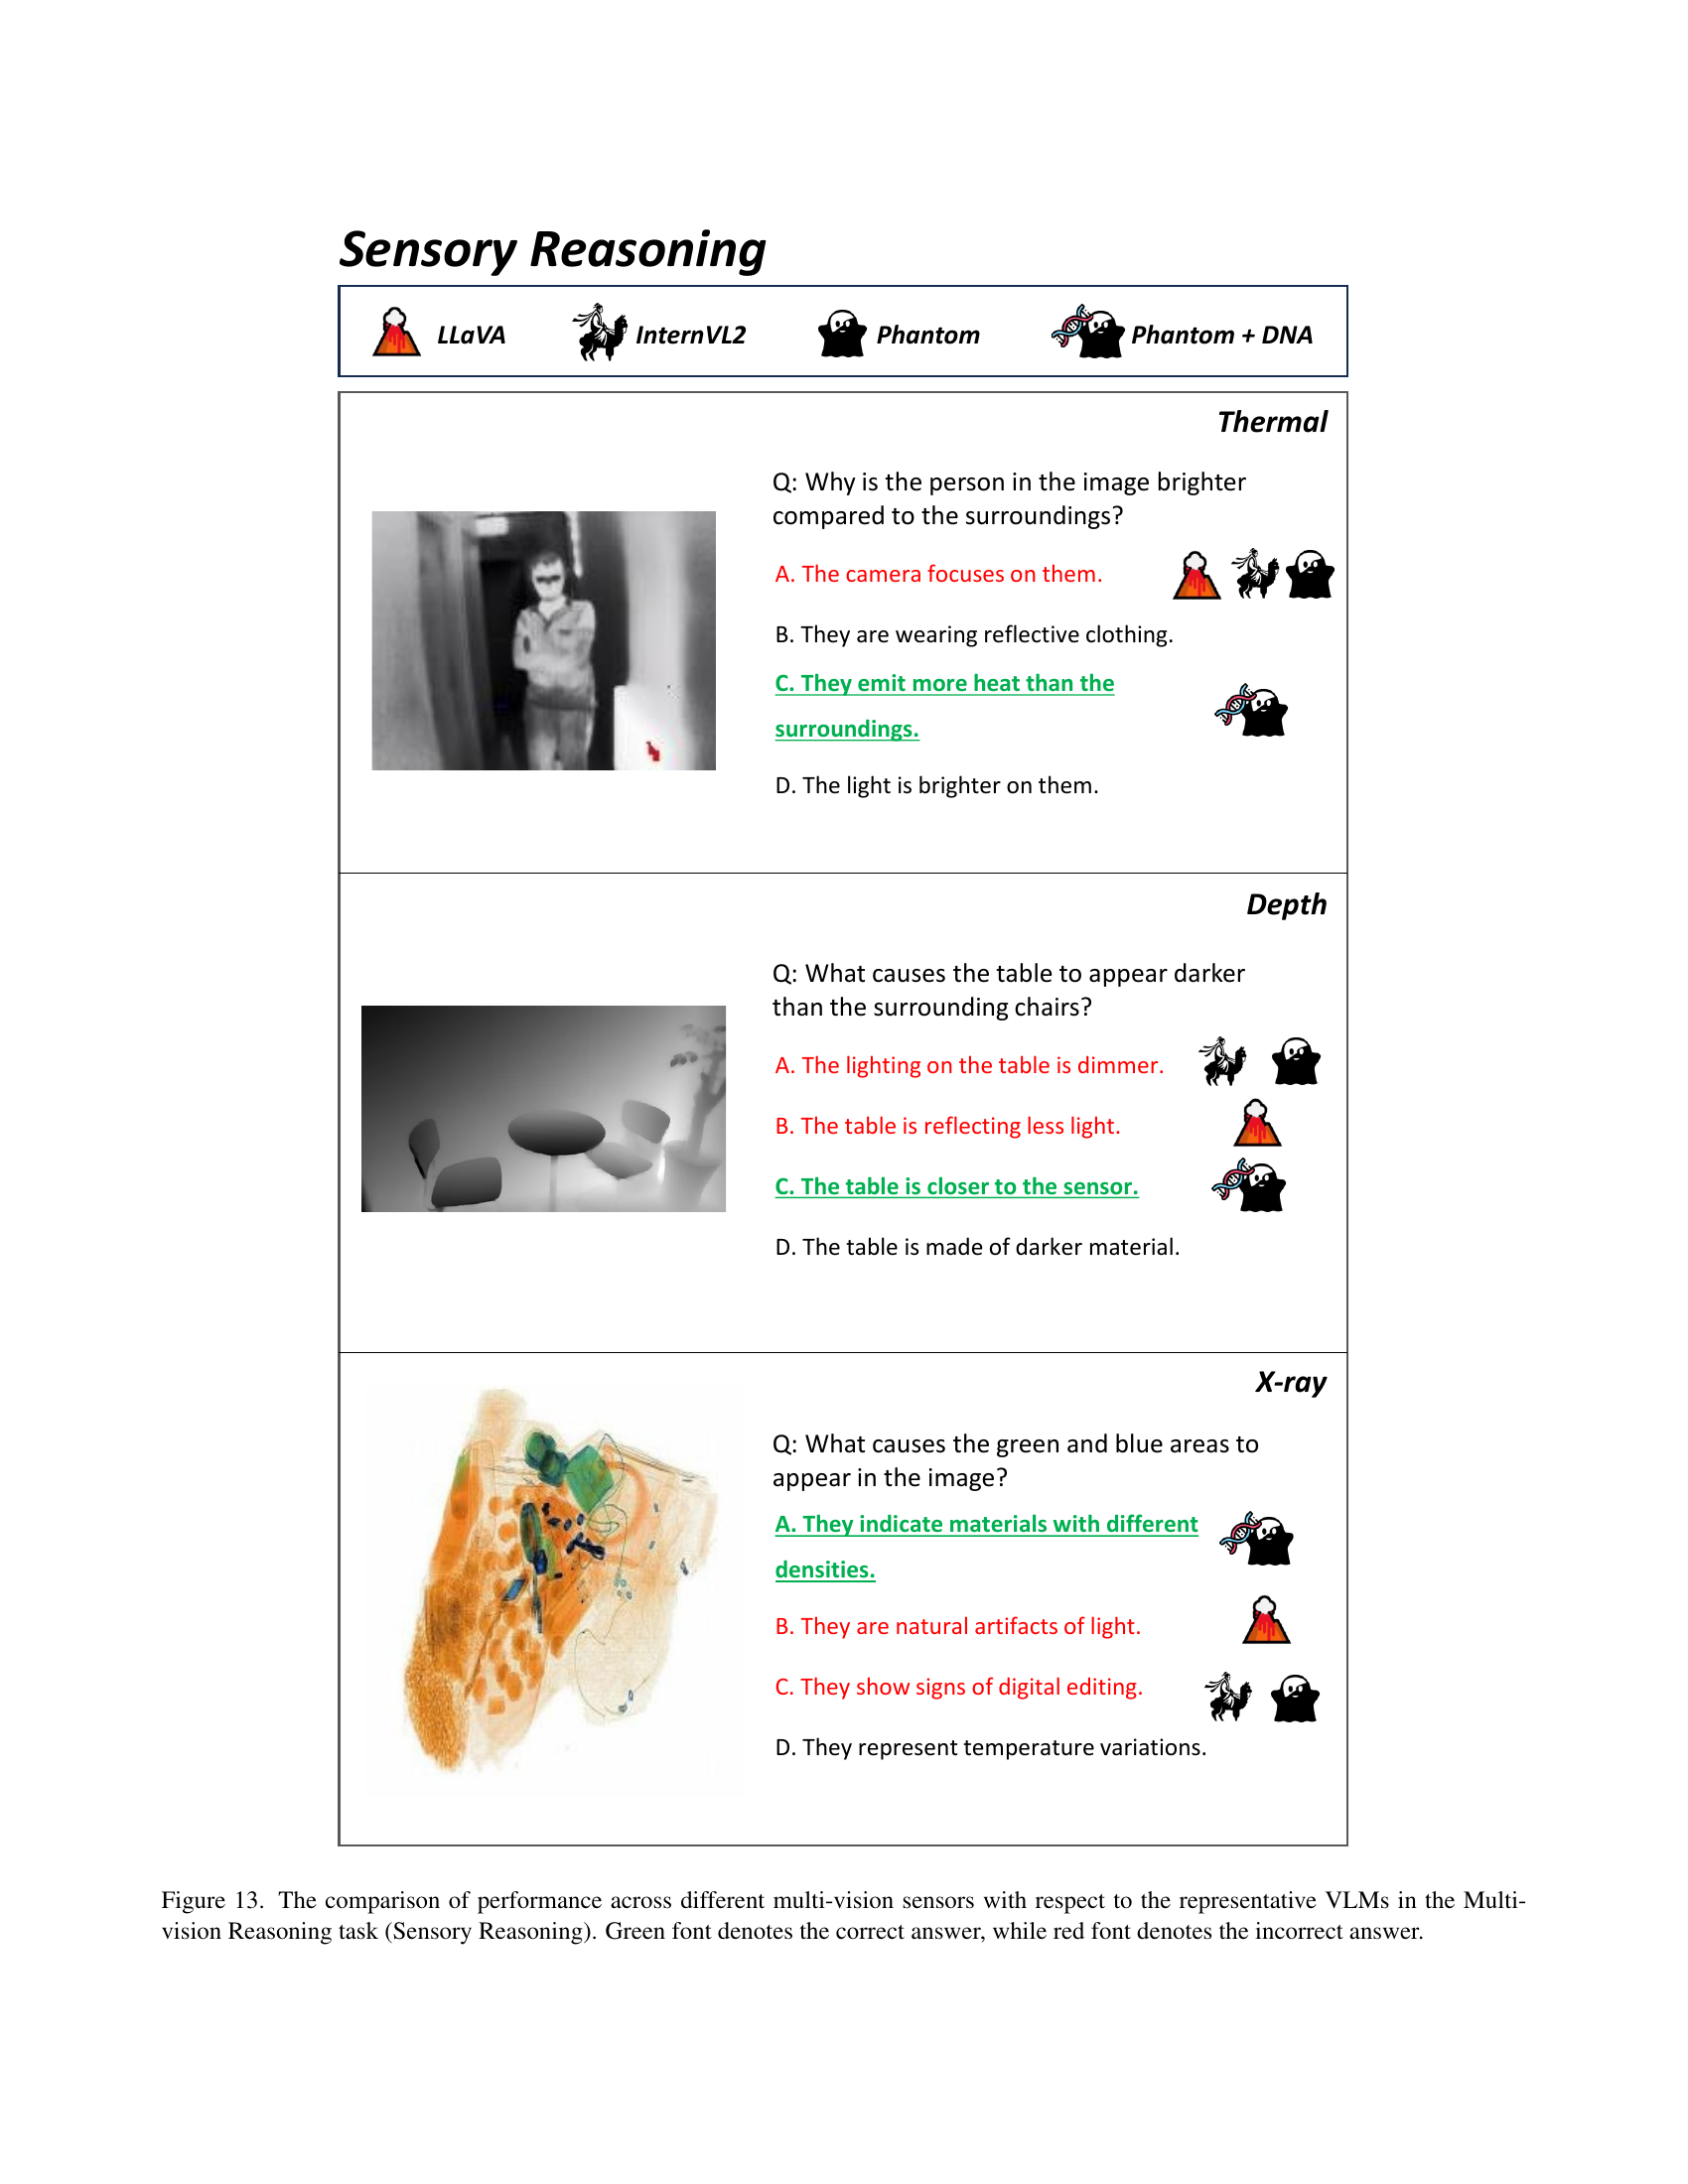 Sensory Reasoning
LLaVA
InternVL2
Phantom
Phantom + DNA
Thermal
Q: Why is the person in the image brighter
compared to the surroundings?
A. The camera focuses on them.
B. They are wearing reflective clothing.
C. They emit more heat than the
surroundings.
D. The light is brighter on them.
Depth
Q: What causes the table to appear darker
than the surrounding chairs?
A. The lighting on the table is dimmer.
B. The table is reflecting less light.
C. The table is closer to the sensor.
D. The table is made of darker material.
X-ray
Q: What causes the green and blue areas to
appear in the image?
A. They indicate materials with different
densities.
B. They are natural artifacts of light.
C. They show signs of digital editing.
D. They represent temperature variations.
Figure 13. The comparison of performance across different multi-vision sensors with respect to the representative VLMs in the Multi-
vision Reasoning task (Sensory Reasoning). Green font denotes the correct answer, while red font denotes the incorrect answer.